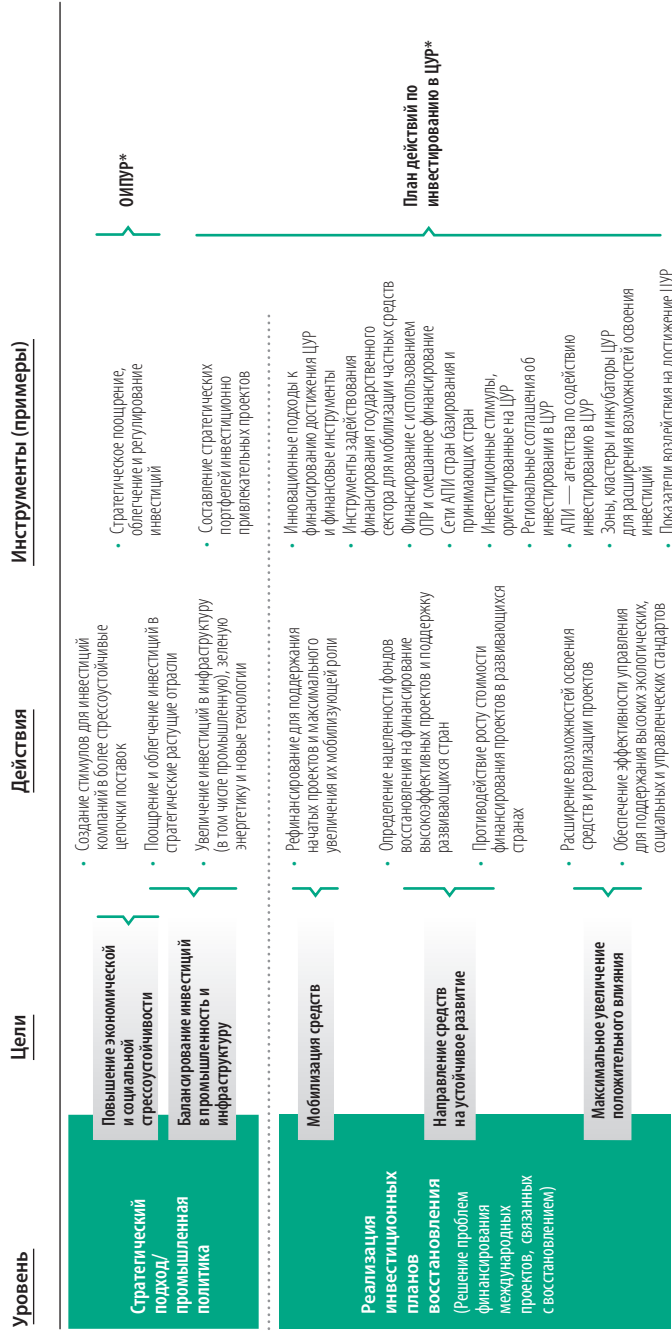 Уровень
Цели
Действия
Инструменты (примеры)
Стратегический
подход/
промышленная
политика
Повышение экономической
и социальной
стрессоустойчивости
Балансирование инвестиций
в промышленность и
инфраструктуру
• Создание стимулов для инвестиций
компаний в более стрессоустойчивые
цепочки поставок
• Поощрение и облегчение инвестиций в
стратегические растущие отрасли
• Увеличение инвестиций в инфраструктуру
(в том числе промышленную), зеленую
энергетику и новые технологии
• Стратегическое поощрение,
облегчение и регулирование
инвестиций
• Составление стратегических
портфелей инвестиционно
привлекательных проектов
ОИПУР*
Реализация
инвестиционных
планов
восстановления
(Решение проблем
финансирования
международных
проектов, связанных
с восстановлением)
Мобилизация средств
Направление средств
на устойчивое развитие
Максимальное увеличение
положительного влияния
• Рефинансирование для поддержания
начатых проектов и максимального
увеличения их мобилизующей роли
• Определение нацеленности фондов
восстановления на финансирование
высокоэффективных проектов и поддержку
развивающихся стран
• Противодействие росту стоимости
финансирования проектов в развивающихся
странах
• Расширение возможностей освоения
средств и реализации проектов
• Обеспечение эффективности управления
для поддержания высоких экологических,
социальных и управленческих стандартов
• Инновационные подходы к
финансированию достижения ЦУР
и финансовые инструменты
• Инструменты задействования
финансирования государственного
сектора для мобилизации частных средств
• Финансирование с использованием
ОПР и смешанное финансирование
• Сети АПИ стран базирования и
принимающих стран
• Инвестиционные стимулы,
ориентированные на ЦУР
• Региональные соглашения об
инвестировании в ЦУР
• АПИ — агентства по содействию
инвестированию в ЦУР
• Зоны, кластеры и инкубаторы ЦУР
для расширения возможностей освоения
инвестиций
• Показатели воздействия на достижение ЦУР
План действий по
инвестированию в ЦУР*